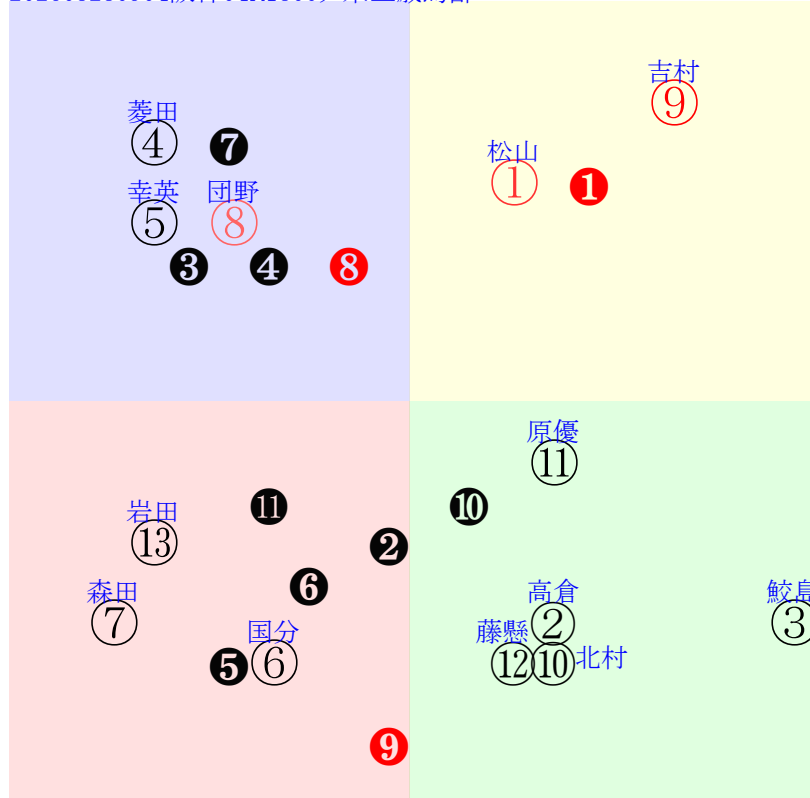 吉村
⑨
菱田
④ ❼
松山
① ❶
幸英 団野
⑤ ⑧
❸ ❹ ❽
原優
⑪
⓫ ❿
岩田
⑬ ❷
❻
森田 高倉 鮫島
⑦ ② ③
国分 藤懸
❺ ⑥ ⑫ ⑩ 北村
❾